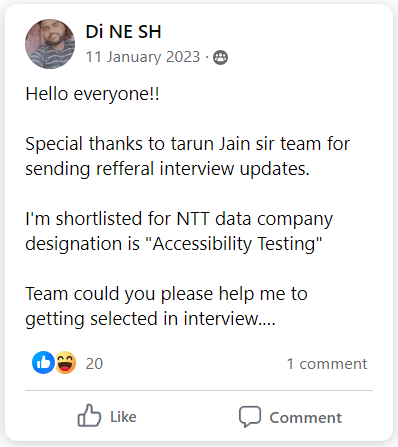 Di NE SH
11 January 2023 ·
Hello everyone!!
Special thanks to tarun Jain sir team for
sending refferal interview updates.
I'm shortlisted for NTT data company
designation is "Accessibility Testing"
Team could you please help me to
getting selected in interview....
20
1 comment
Like
Comment